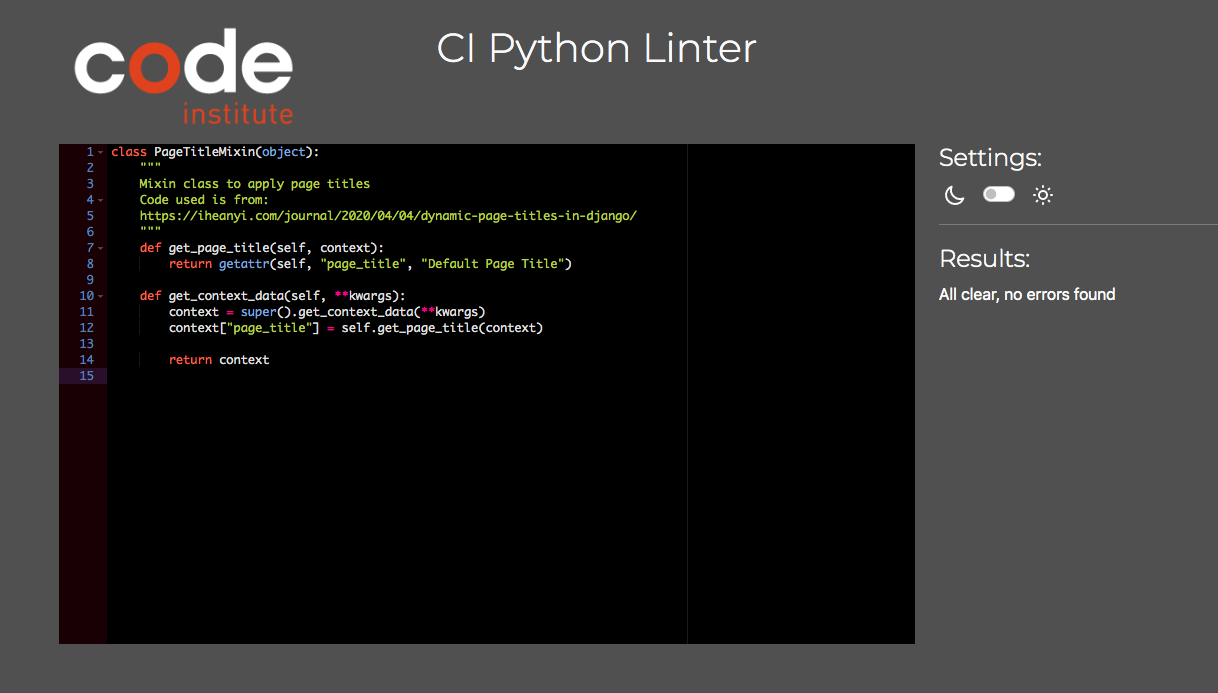 code
institute
CI Python Linter
1 class PageTitleMixin(object):
2     """
3     Mixin class to apply page titles
4     Code used is from:
5     https://iheanyi.com/journal/2020/04/04/dynamic-page-titles-in-django/
6     """
7     def get_page_title(self, context):
8         return getattr(self, "page_title", "Default Page Title")
9
10     def get_context_data(self, **kwargs):
11         context = super().get_context_data(**kwargs)
12         context["page_title"] = self.get_page_title(context)
13
14         return context
15
Settings:
Results:
All clear, no errors found